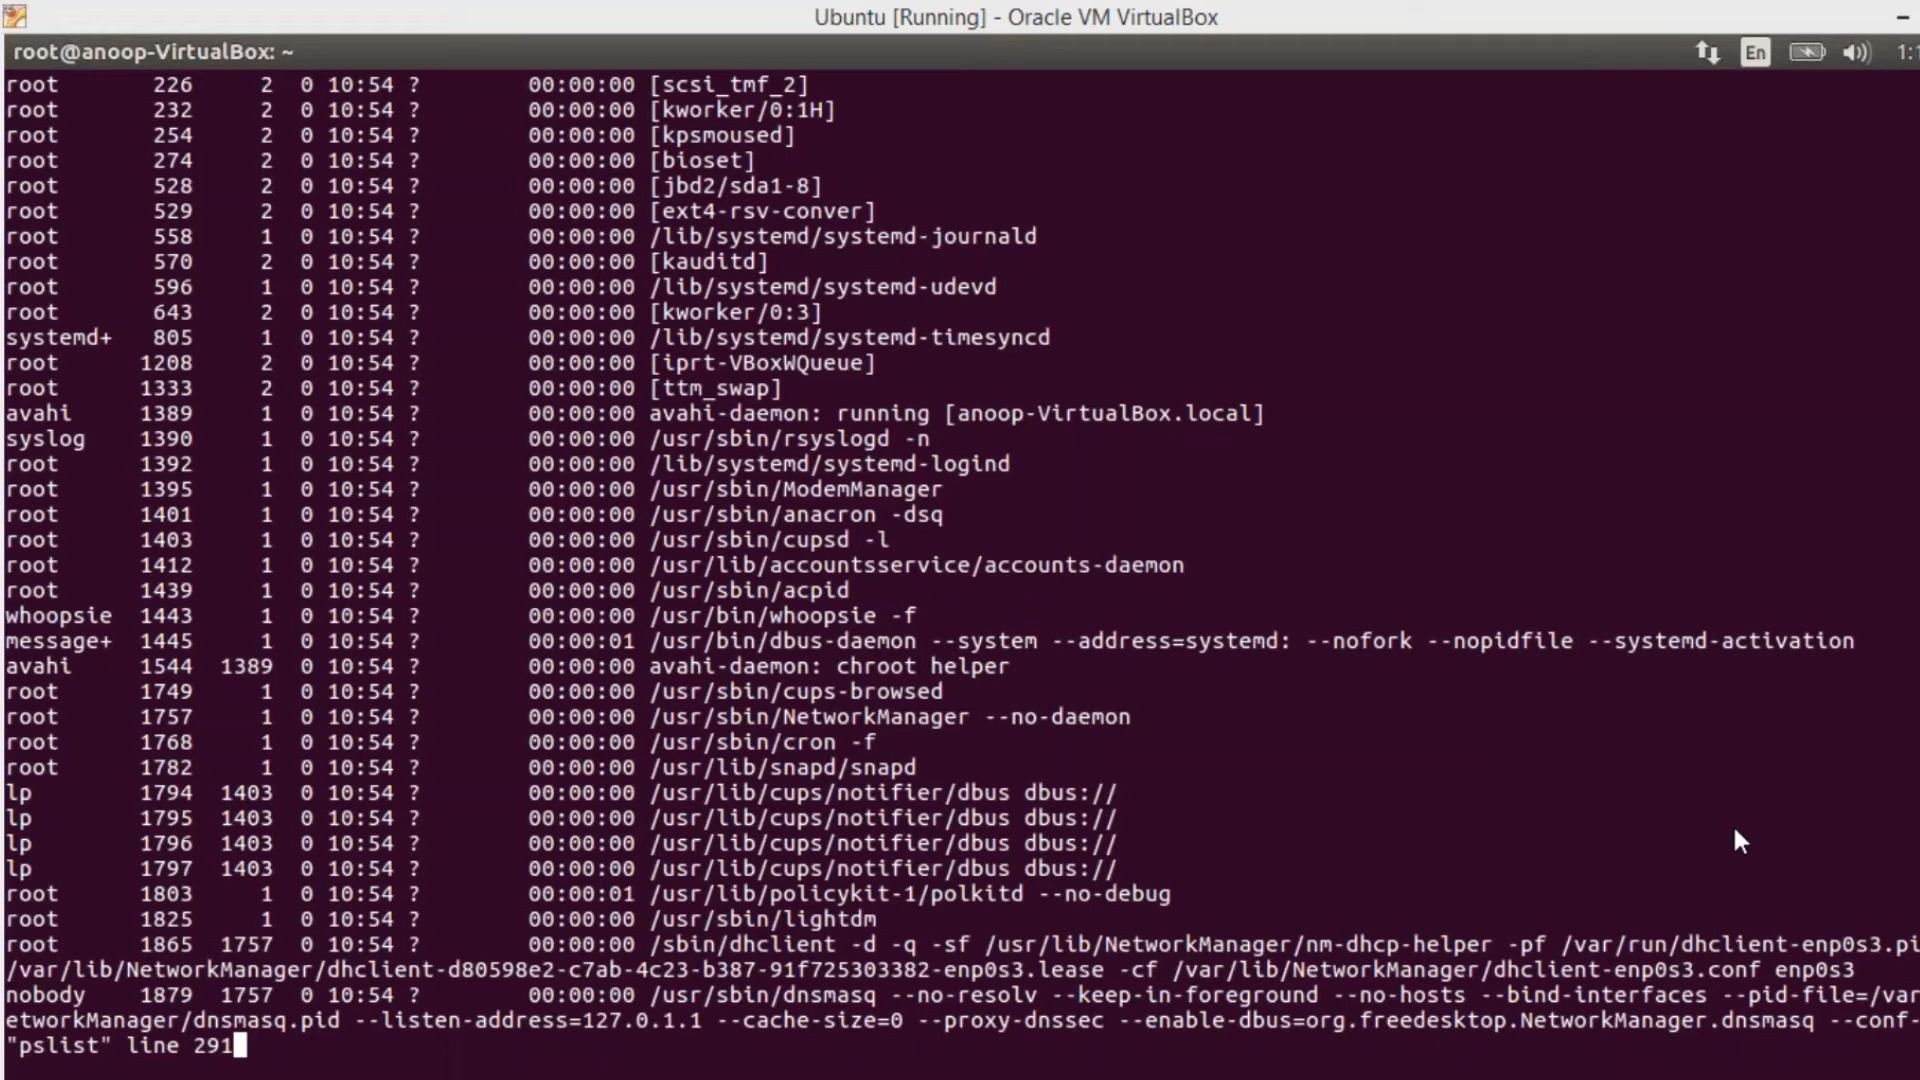 Ubuntu [Running] - Oracle VM VirtualBox
root@anoop-VirtualBox: ~ En
root 226 2 0 10:54 ? 00:00:00 [scsi_tmf_2]
root 232 2 0 10:54 ? 00:00:00 [kworker/0:1H]
root 254 2 0 10:54 ? 00:00:00 [kpsmoused]
root 274 2 0 10:54 ? 00:00:00 [bioset]
root 528 2 0 10:54 ? 00:00:00 [jbd2/sda1-8]
root 529 2 0 10:54 ? 00:00:00 [ext4-rsv-conver]
root 558 1 0 10:54 ? 00:00:00 /lib/systemd/systemd-journald
root 570 2 0 10:54 ? 00:00:00 [kauditd]
root 596 1 0 10:54 ? 00:00:00 /lib/systemd/systemd-udevd
root 643 2 0 10:54 ? 00:00:00 [kworker/0:3]
systemd+ 805 1 0 10:54 ? 00:00:00 /lib/systemd/systemd-timesyncd
root 1208 2 0 10:54 ? 00:00:00 [iprt-VBoxWQueue]
root 1333 2 0 10:54 ? 00:00:00 [ttm_swap]
avahi 1389 1 0 10:54 ? 00:00:00 avahi-daemon: running [anoop-VirtualBox.local]
syslog 1390 1 0 10:54 ? 00:00:00 /usr/sbin/rsyslogd -n
root 1392 1 0 10:54 ? 00:00:00 /lib/systemd/systemd-logind
root 1395 1 0 10:54 ? 00:00:00 /usr/sbin/ModemManager
root 1401 1 0 10:54 ? 00:00:00 /usr/sbin/anacron -dsq
root 1403 1 0 10:54 ? 00:00:00 /usr/sbin/cupsd -l
root 1412 1 0 10:54 ? 00:00:00 /usr/lib/accountsservice/accounts-daemon
root 1439 1 0 10:54 ? 00:00:00 /usr/sbin/acpid
whoopsie 1443 1 0 10:54 ? 00:00:00 /usr/bin/whoopsie -f
message+ 1445 1 0 10:54 ? 00:00:01 /usr/bin/dbus-daemon --system --address=systemd: --nofork --nopidfile --systemd-activation
avahi 1544 1389 0 10:54 ? 00:00:00 avahi-daemon: chroot helper
root 1749 1 0 10:54 ? 00:00:00 /usr/sbin/cups-browsed
root 1757 1 0 10:54 ? 00:00:00 /usr/sbin/NetworkManager --no-daemon
root 1768 1 0 10:54 ? 00:00:00 /usr/sbin/cron -f
root 1782 1 0 10:54 ? 00:00:00 /usr/lib/snapd/snapd
lp 1794 1403 0 10:54 ? 00:00:00 /usr/lib/cups/notifier/dbus dbus://
lp 1795 1403 0 10:54 ? 00:00:00 /usr/lib/cups/notifier/dbus dbus://
lp 1796 1403 0 10:54 ? 00:00:00 /usr/lib/cups/notifier/dbus dbus://
lp 1797 1403 0 10:54 ? 00:00:00 /usr/lib/cups/notifier/dbus dbus://
root 1803 1 0 10:54 ? 00:00:01 /usr/lib/policykit-1/polkitd --no-debug
root 1825 1 0 10:54 ? 00:00:00 /usr/sbin/lightdm
root 1865 1757 0 10:54 ? 00:00:00 /sbin/dhclient -d -q -sf /usr/lib/NetworkManager/nm-dhcp-helper -pf /var/run/dhclient-enp0s3.pi
/var/lib/NetworkManager/dhclient-d80598e2-c7ab-4c23-b387-91f725303382-enp0s3.lease -cf /var/lib/NetworkManager/dhclient-enp0s3.conf enp0s3
nobody 1879 1757 0 10:54 ? 00:00:00 /usr/sbin/dnsmasq --no-resolv --keep-in-foreground --no-hosts --bind-interfaces --pid-file=/var
etworkManager/dnsmasq.pid --listen-address=127.0.1.1 --cache-size=0 --proxy-dnssec --enable-dbus=org.freedesktop.NetworkManager.dnsmasq --conf-
"pslist" line 291